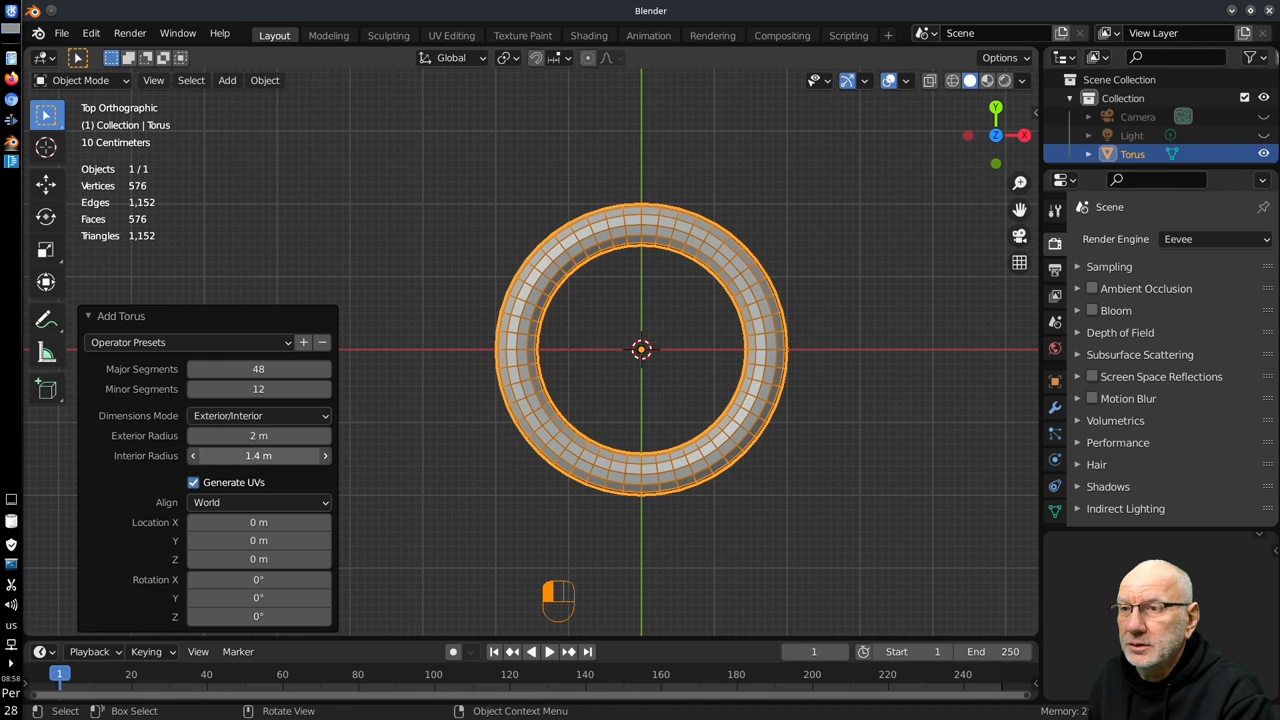 Blender
File Edit Render Window Help
Layout Modeling Sculpting UV Editing Texture Paint Shading Animation Rendering Compositing Scripting +
Scene
View Layer
Global
Options
Object Mode View Select Add Object
Top Orthographic
(1) Collection | Torus
10 Centimeters
Objects 1 / 1
Vertices 576
Edges 1,152
Faces 576
Triangles 1,152
Y
Z
X
Add Torus
Operator Presets
Major Segments 48
Minor Segments 12
Dimensions Mode Exterior/Interior
Exterior Radius 2 m
Interior Radius 1.4 m
Generate UVs
Align World
Location X 0 m
Y 0 m
Z 0 m
Rotation X 0°
Y 0°
Z 0°
Scene Collection
Collection
Camera
Light
Torus
Scene
Render Engine Eevee
Sampling
Ambient Occlusion
Bloom
Depth of Field
Subsurface Scattering
Screen Space Reflections
Motion Blur
Volumetrics
Performance
Hair
Shadows
Indirect Lighting
Playback Keying View Marker
1
Start 1
End 250
1 20 40 60 80 100 120 140 160 180 200 220 240
Select Box Select Rotate View Object Context Menu
Memory: 2
us
08:58
Per
28